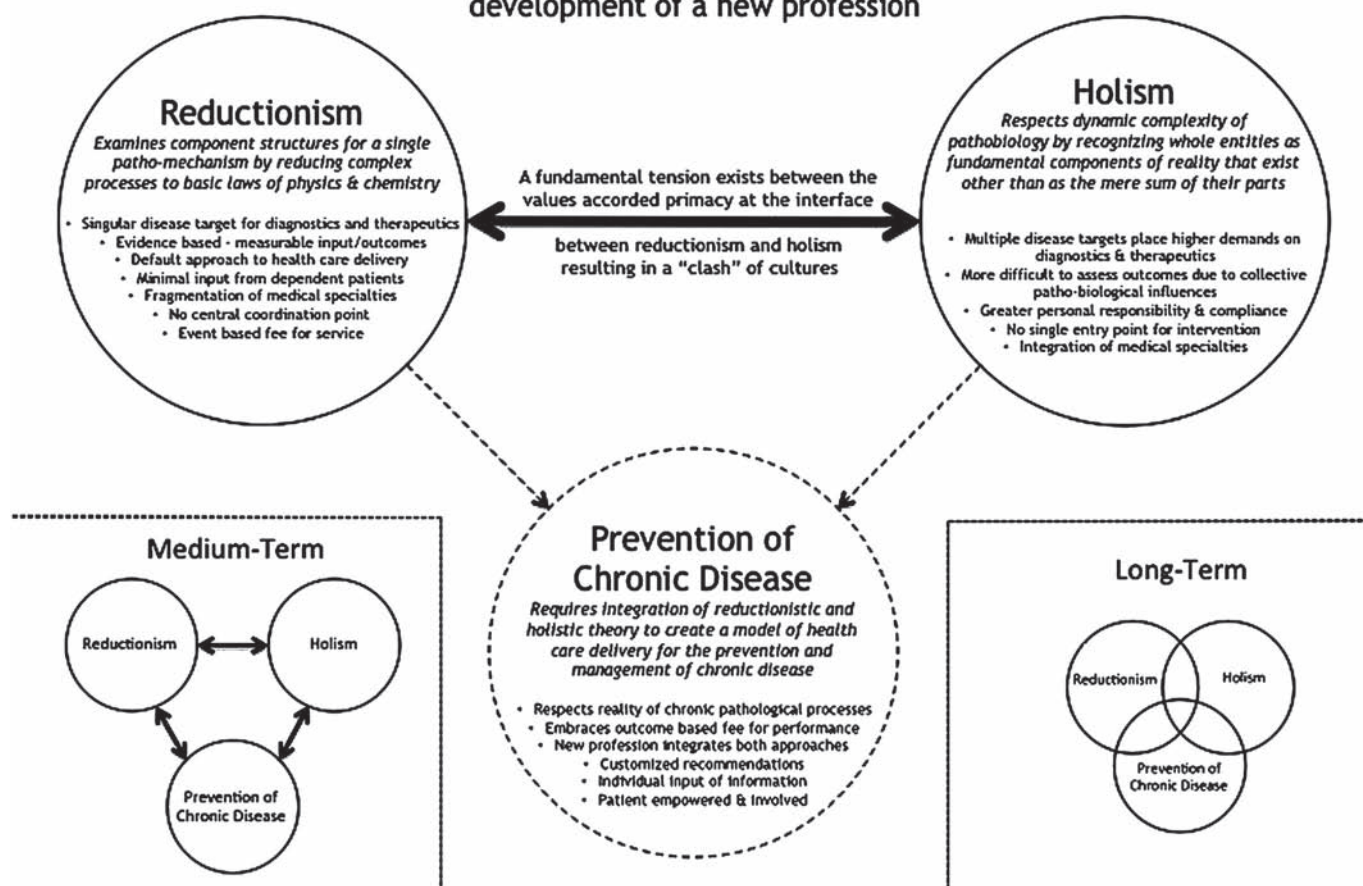 development of a new profession
Reductionism
Examines component structures for a single
patho-mechanism by reducing complex
processes to basic laws of physics & chemistry
• Singular disease target for diagnostics and therapeutics
• Evidence based - measurable input/outcomes
• Default approach to health care delivery
• Minimal input from dependent patients
• Fragmentation of medical specialties
• No central coordination point
• Event based fee for service
A fundamental tension exists between the
values accorded primacy at the interface
between reductionism and holism
resulting in a “clash” of cultures
Holism
Respects dynamic complexity of
pathobiology by recognizing whole entities as
fundamental components of reality that exist
other than as the mere sum of their parts
• Multiple disease targets place higher demands on
diagnostics & therapeutics
• More difficult to assess outcomes due to collective
patho-biological influences
• Greater personal responsibility & compliance
• No single entry point for intervention
• Integration of medical specialties
Prevention of
Chronic Disease
Requires integration of reductionistic and
holistic theory to create a model of health
care delivery for the prevention and
management of chronic disease
• Respects reality of chronic pathological processes
• Embraces outcome based fee for performance
• New profession integrates both approaches
• Customized recommendations
• Individual input of information
• Patient empowered & involved
Medium-Term
Reductionism
Holism
Prevention of
Chronic Disease
Long-Term
Reductionism
Holism
Prevention of
Chronic Disease